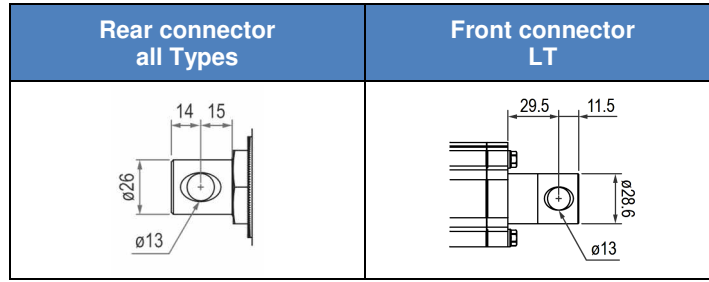 Rear connector
all Types
Front connector
LT
14 15
ø26
ø13
29.5 11.5
ø28.6
ø13